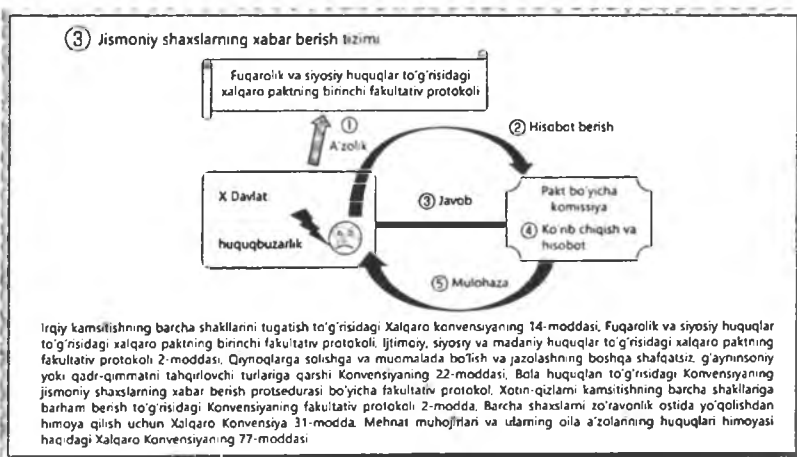 ③ Jismoniy shaxslarning xabar berish tizimi
Fuqarolik va siyosiy huquqlar to'g'risidagi
xalqaro paktning birinchi fakultativ protokoli
①
A'zolik
② Hisobot berish
X Davlat
huquqbuzarlik
③ Javob
Pakt bo'yicha
komissiya
④ Ko'rib chiqish va
hisobot
⑤ Mulohaza
Irqiy kamsitishning barcha shakllarini tugatish to'g'risidagi Xalqaro konvensiyaning 14-moddasi, Fuqarolik va siyosiy huquqlar
to'g'risidagi xalqaro paktning birinchi fakultativ protokoli, Ijtimoiy, siyosry va madaniy huquqlar to'g'risidagi xalqaro paktning
fakultativ protokoli 2-moddasi, Qiynoqlarga solishga va muomalada bo'lish va jazolashning boshqa shafqatsiz, g'ayriinsoniy
yoki qadr-qimmatni tahqirlovchi turlariga qarshi Konvensiyaning 22-moddasi, Bola huquqlari to'g'risidagi Konvensiyaning
jismoniy shaxslarning xabar berish protsedurasi bo'yicha fakultativ protokol, Xotin-qizlarni kamsitishning barcha shakllariga
barham berish to'g'risidagi Konvensiyaning fakultativ protokoli 2-modda, Barcha shaxslarni zo'ravonlik ostida yo'qolishdan
himoya qilish uchun Xalqaro Konvensiya 31-modda, Mehnat muhojirlari va ularning oila a'zolarining huquqlari himoyasi
haqidagi Xalqaro Konvensiyaning 77-moddasi